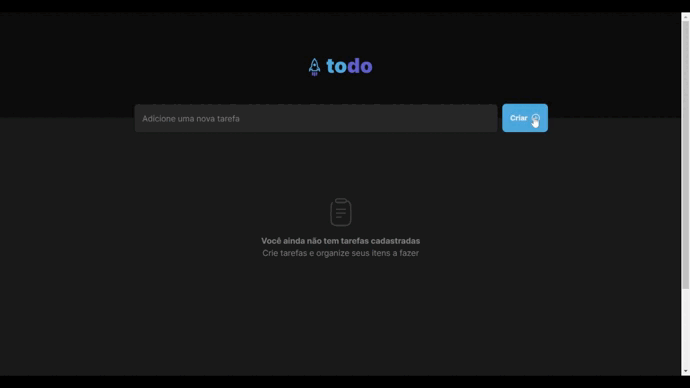 todo
Adicione uma nova tarefa
Criar
Você ainda não tem tarefas cadastradas
Crie tarefas e organize seus itens a fazer